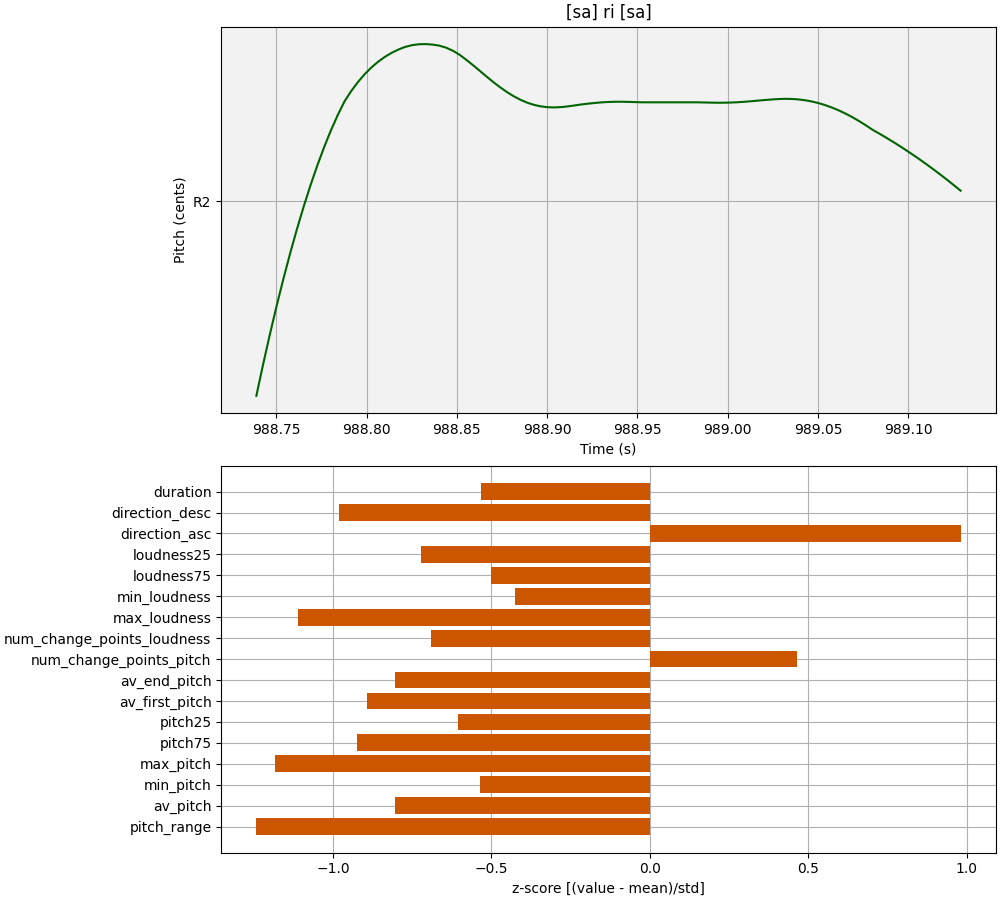 [sa] ri [sa]
Pitch (cents)
R2
988.75 988.80 988.85 988.90 988.95 989.00 989.05 989.10
Time (s)
duration
direction_desc
direction_asc
loudness25
loudness75
min_loudness
max_loudness
num_change_points_loudness
num_change_points_pitch
av_end_pitch
av_first_pitch
pitch25
pitch75
max_pitch
min_pitch
av_pitch
pitch_range
−1.0 −0.5 0.0 0.5 1.0
z-score [(value - mean)/std]